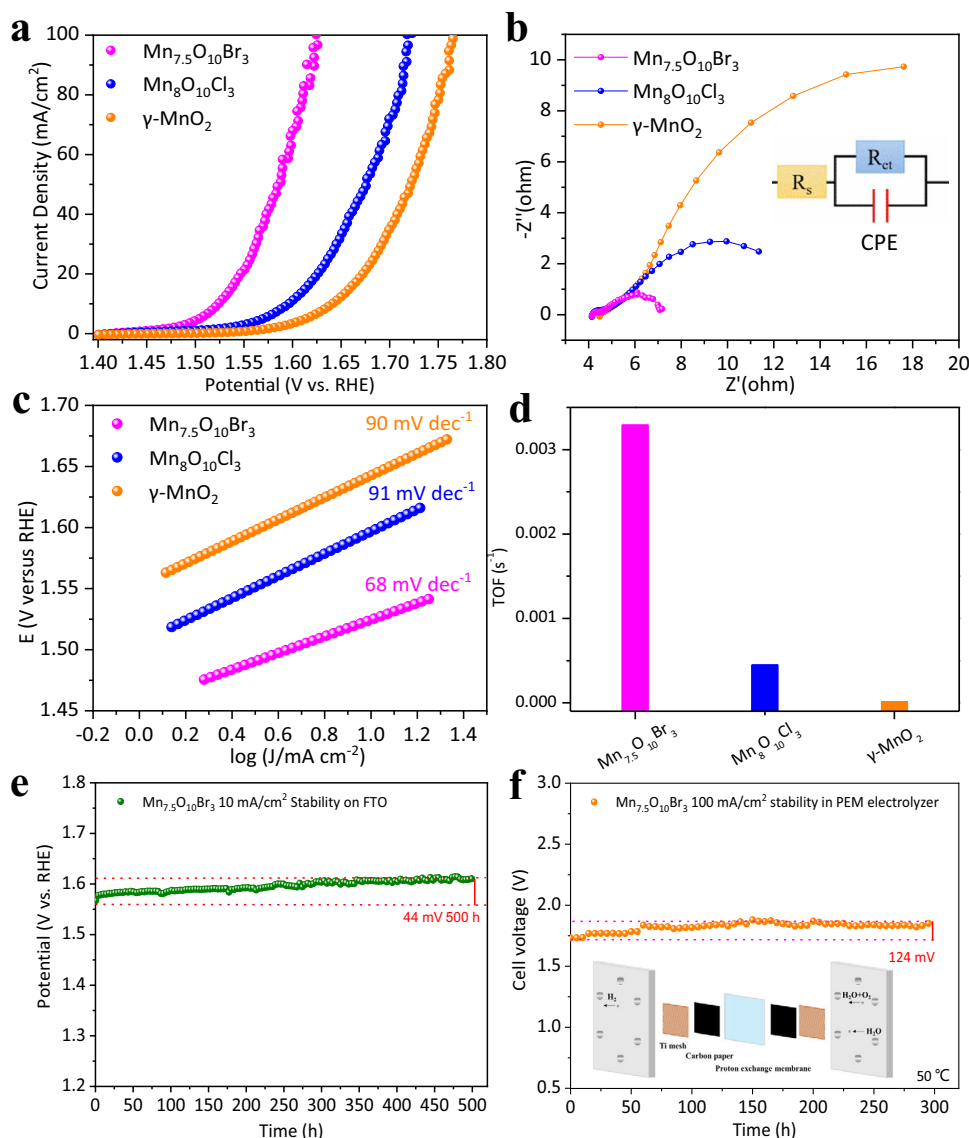 a
Mn7.5O10Br3
Mn8O10Cl3
γ-MnO2
Current Density (mA/cm2)
100
80
60
40
20
0
1.40 1.45 1.50 1.55 1.60 1.65 1.70 1.75 1.80
Potential (V vs. RHE)
b
Mn7.5O10Br3
Mn8O10Cl3
γ-MnO2
-Z''(ohm)
10
8
6
4
2
0
Rs
Rct
CPE
4 6 8 10 12 14 16 18 20
Z'(ohm)
c
Mn7.5O10Br3
Mn8O10Cl3
γ-MnO2
90 mV dec-1
91 mV dec-1
68 mV dec-1
E (V versus RHE)
1.70
1.65
1.60
1.55
1.50
1.45
-0.2 0.0 0.2 0.4 0.6 0.8 1.0 1.2 1.4
log (J/mA cm-2)
d
TOF (s-1)
0.003
0.002
0.001
0.000
Mn7.5O10Br3
Mn8O10Cl3
γ-MnO2
e
Mn7.5O10Br3 10 mA/cm2 Stability on FTO
Potential (V vs. RHE)
1.8
1.7
1.6
1.5
1.4
1.3
1.2
44 mV 500 h
0 50 100 150 200 250 300 350 400 450 500
Time (h)
f
Mn7.5O10Br3 100 mA/cm2 stability in PEM electrolyzer
Cell voltage (V)
3.0
2.5
2.0
1.5
1.0
0.5
124 mV
H2
H2O+O2
H2O
Ti mesh
Carbon paper
Proton exchange membrane
50 ℃
0 50 100 150 200 250 300
Time (h)